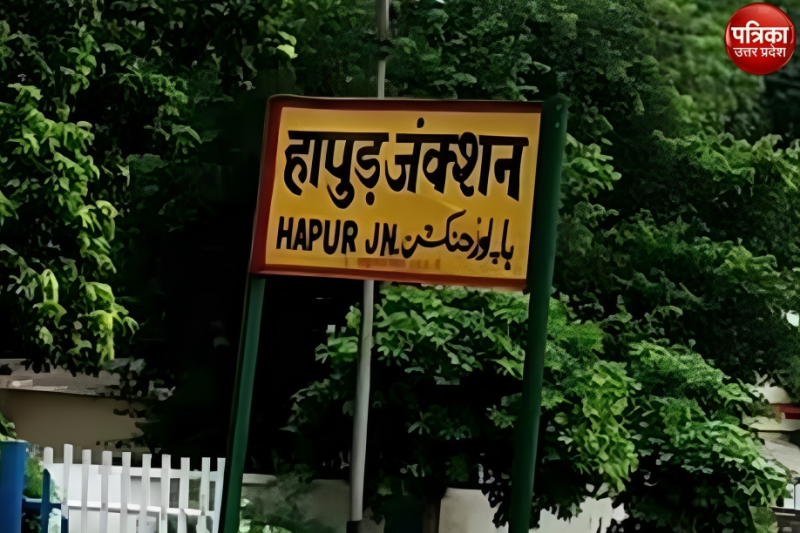 हापुड़ जंक्शन
HAPUR JN. ہاپوڑ جنکشن
पत्रिका
उत्तर प्रदेश